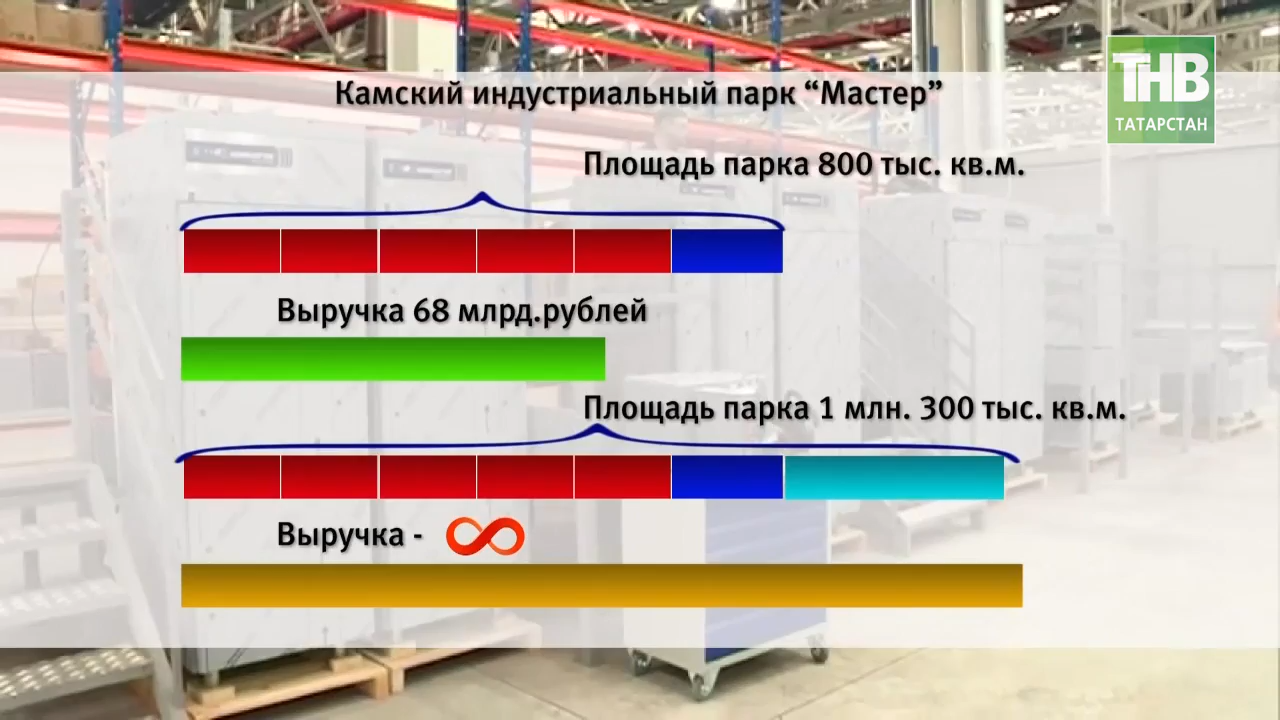 Камский индустриальный парк “Мастер”
ТНВ
ТАТАРСТАН
Площадь парка 800 тыс. кв.м.
Выручка 68 млрд.рублей
Площадь парка 1 млн. 300 тыс. кв.м.
Выручка - ∞